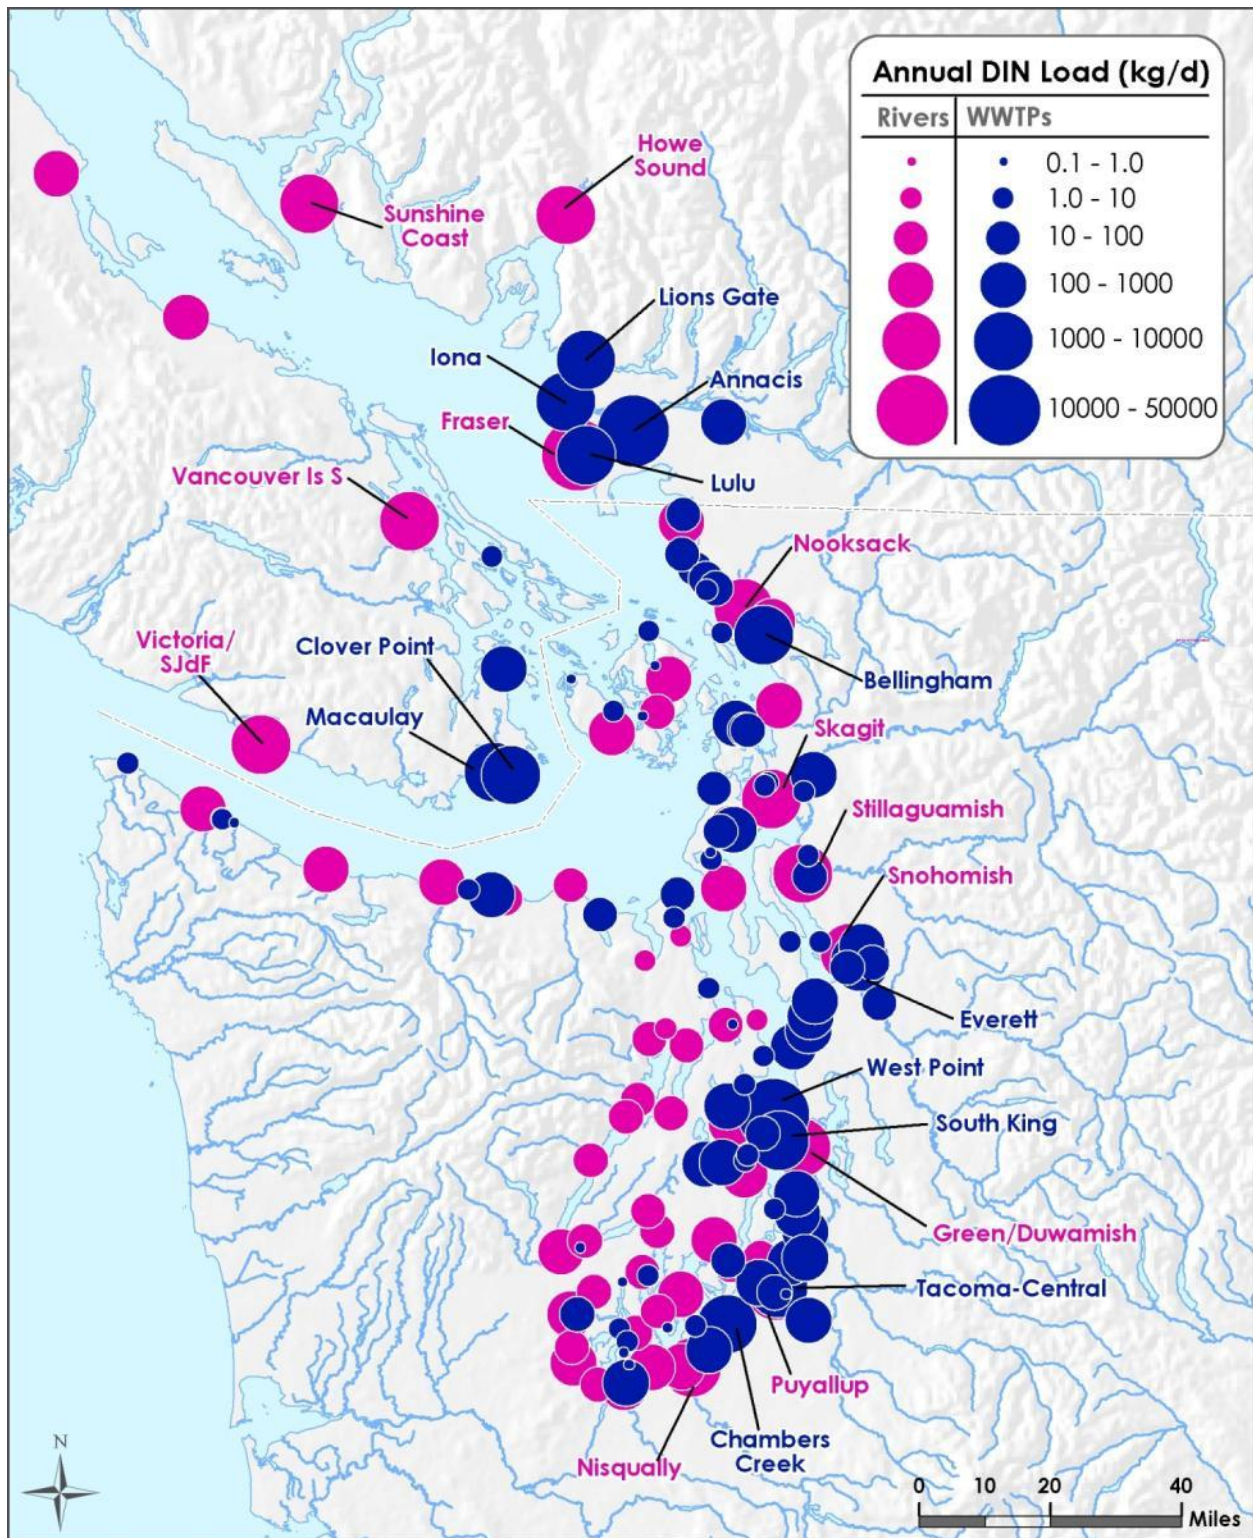 Annual DIN Load (kg/d)
Rivers WWTPs
0.1 - 1.0
1.0 - 10
10 - 100
100 - 1000
1000 - 10000
10000 - 50000
Howe
Sound
Sunshine
Coast
Lions Gate
Iona
Annacis
Fraser
Vancouver Is S
Lulu
Nooksack
Victoria/
SJdF
Clover Point
Bellingham
Macaulay
Skagit
Stillaguamish
Snohomish
Everett
West Point
South King
Green/Duwamish
Tacoma-Central
Puyallup
Chambers
Creek
Nisqually
N
0 10 20 40
Miles